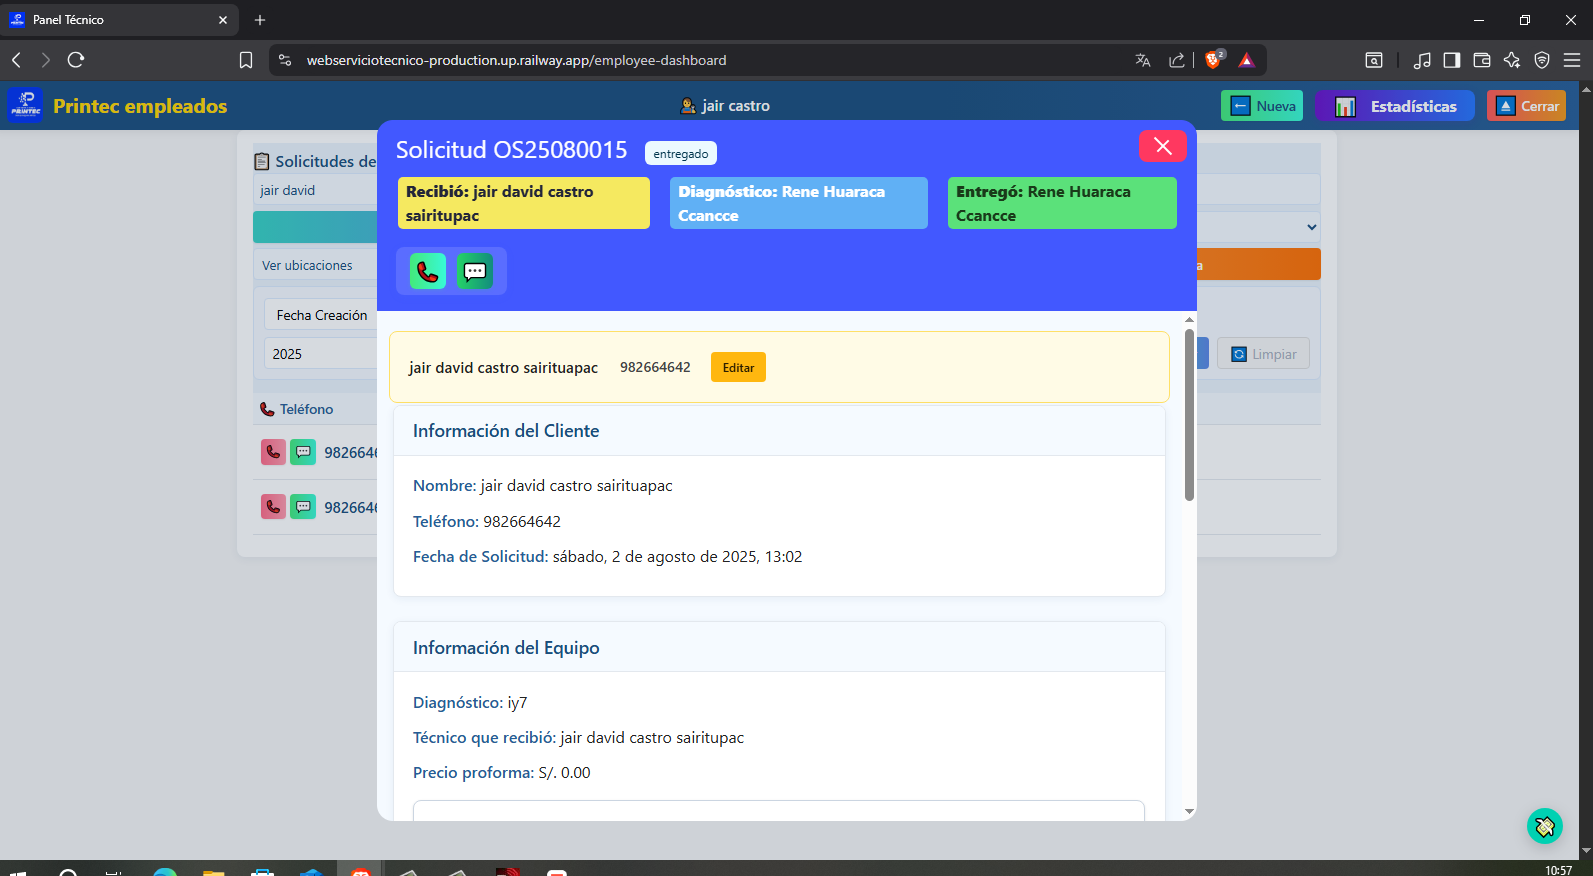 Panel Técnico
webserviciotecnico-production.up.railway.app/employee-dashboard
2
PRINTEC
Printec empleados
jair castro
Nueva
Estadísticas
Cerrar
Solicitudes de
jair david
Ver ubicaciones
Fecha Creación
2025
Limpiar
Teléfono
9826646
9826646
Solicitud OS25080015
entregado
Recibió: jair david castro
sairitupac
Diagnóstico: Rene Huaraca
Ccancce
Entregó: Rene Huaraca
Ccancce
jair david castro sairituapac
982664642
Editar
Información del Cliente
Nombre: jair david castro sairituapac
Teléfono: 982664642
Fecha de Solicitud: sábado, 2 de agosto de 2025, 13:02
Información del Equipo
Diagnóstico: iy7
Técnico que recibió: jair david castro sairitupac
Precio proforma: S/. 0.00
10:57